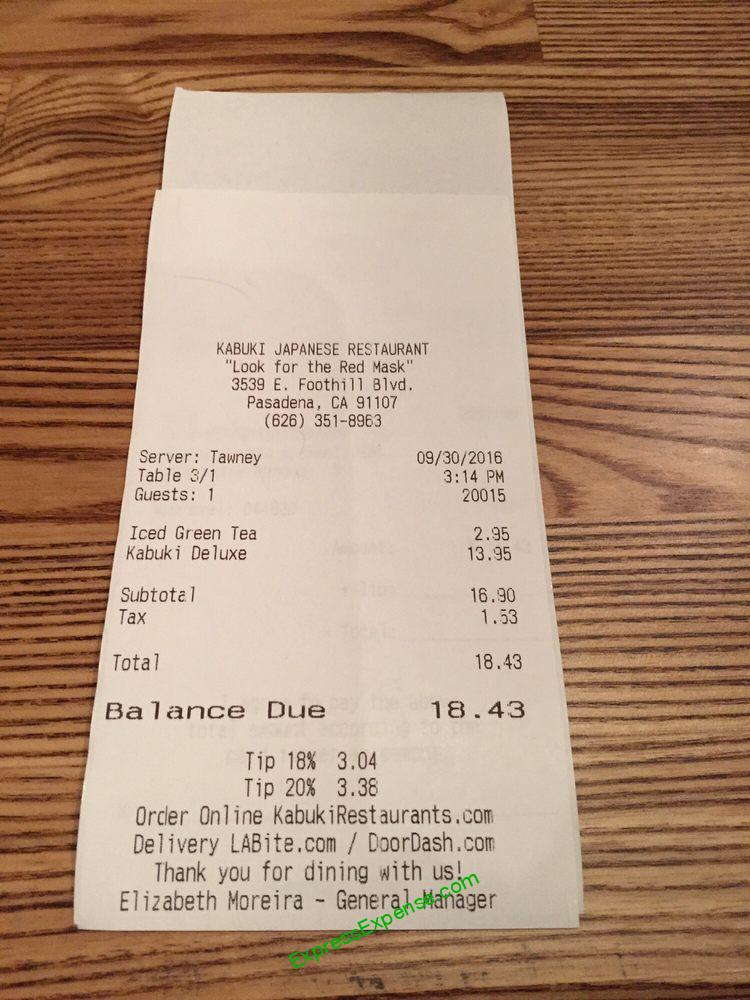 KABUKI JAPANESE RESTAURANT
"Look for the Red Mask"
3539 E. Foothill Blvd.
Pasadena, CA 91107
(626) 351-8963
Server: Tawney 09/30/2016
Table 3/1 3:14 PM
Guests: 1 20015
Iced Green Tea 2.95
Kabuki Deluxe 13.95
Subtotal 16.90
Tax 1.53
Total 18.43
Balance Due 18.43
Tip 18% 3.04
Tip 20% 3.38
Order Online KabukiRestaurants.com
Delivery LABite.com / DoorDash.com
Thank you for dining with us!
Elizabeth Moreira - General Manager
ExpressExpense.com